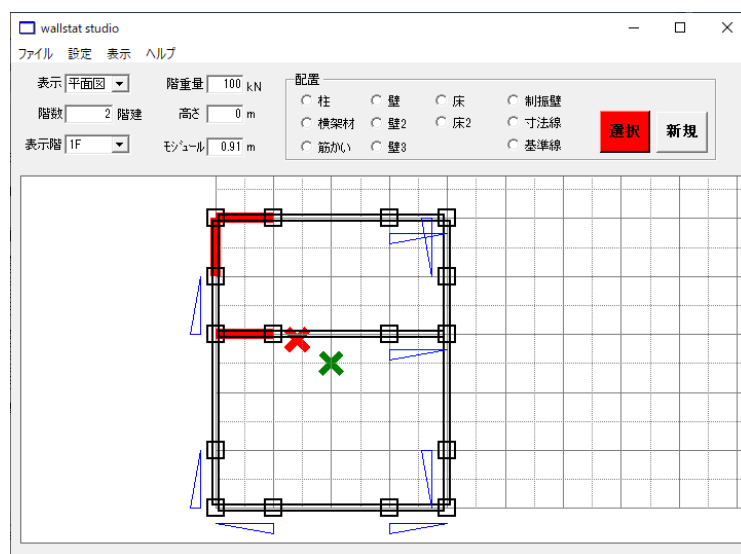 wallstat studio
ファイル 設定 表示 ヘルプ
表示 平面図 階重量 100 kN 配置
階数 2 階建 高さ 0 m
表示階 1F モジュール 0.91 m
柱 壁 床 制振壁
横架材 壁2 床2 寸法線
筋かい 壁3 基準線
選択 新規